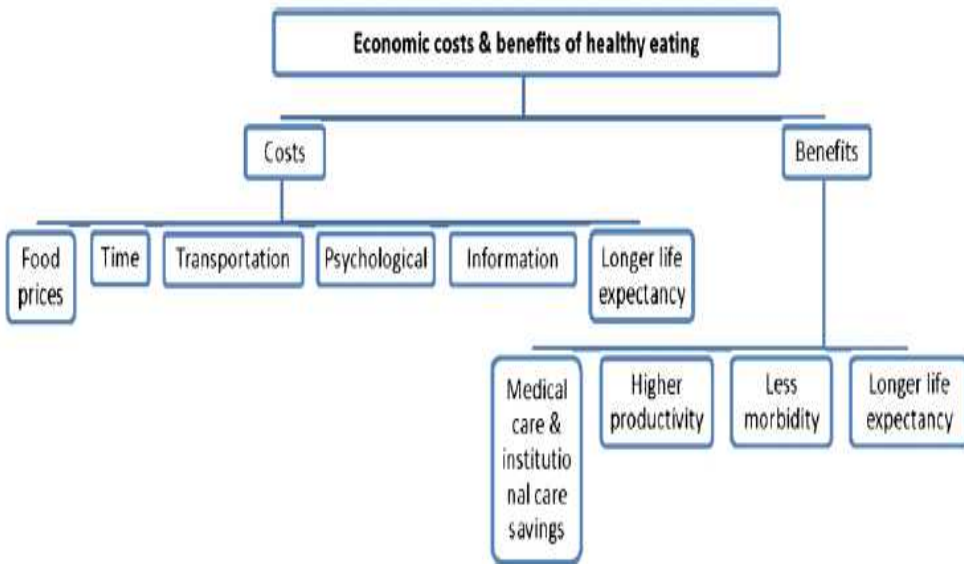 Economic costs & benefits of healthy eating
Costs
Benefits
Food
prices
Time
Transportation
Psychological
Information
Longer life
expectancy
Medical
care &
institutio
nal care
savings
Higher
productivity
Less
morbidity
Longer life
expectancy